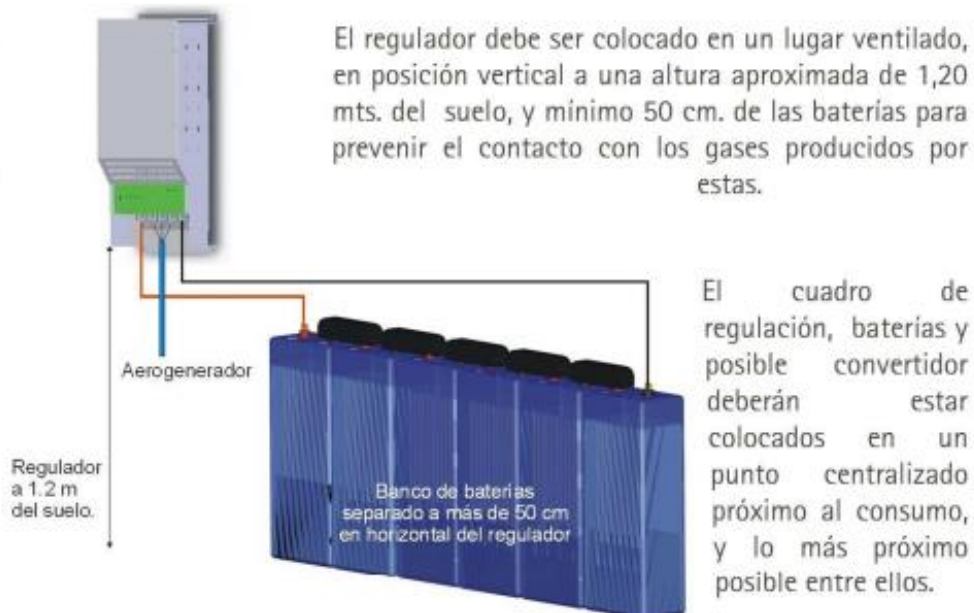 El regulador debe ser colocado en un lugar ventilado,
en posición vertical a una altura aproximada de 1,20
mts. del suelo, y mínimo 50 cm. de las baterías para
prevenir el contacto con los gases producidos por
estas.
El cuadro de
regulación, baterías y
posible convertidor
deberán estar
colocados en un
punto centralizado
próximo al consumo,
y lo más próximo
posible entre ellos.
Aerogenerador
Regulador
a 1.2 m
del suelo.
Banco de baterías
separado a más de 50 cm
en horizontal del regulador